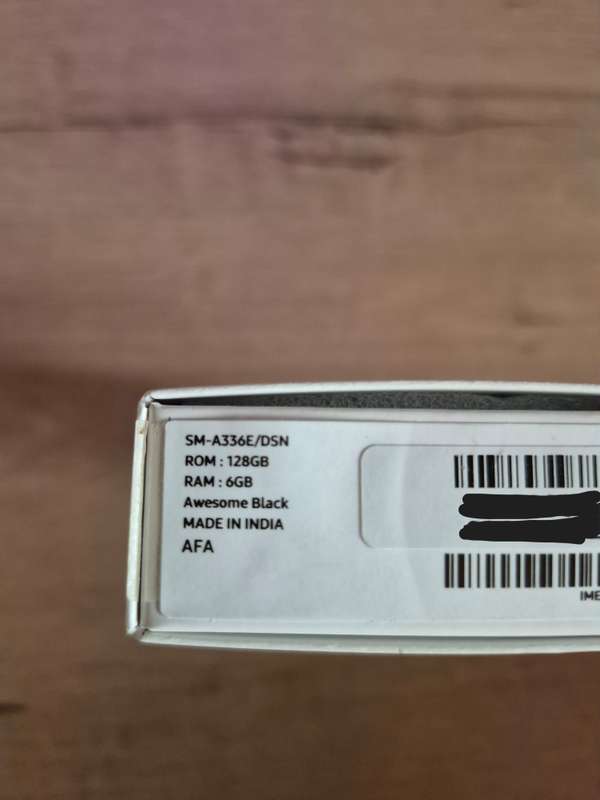 SM-A336E/DSN
ROM : 128GB
RAM : 6GB
Awesome Black
MADE IN INDIA
AFA